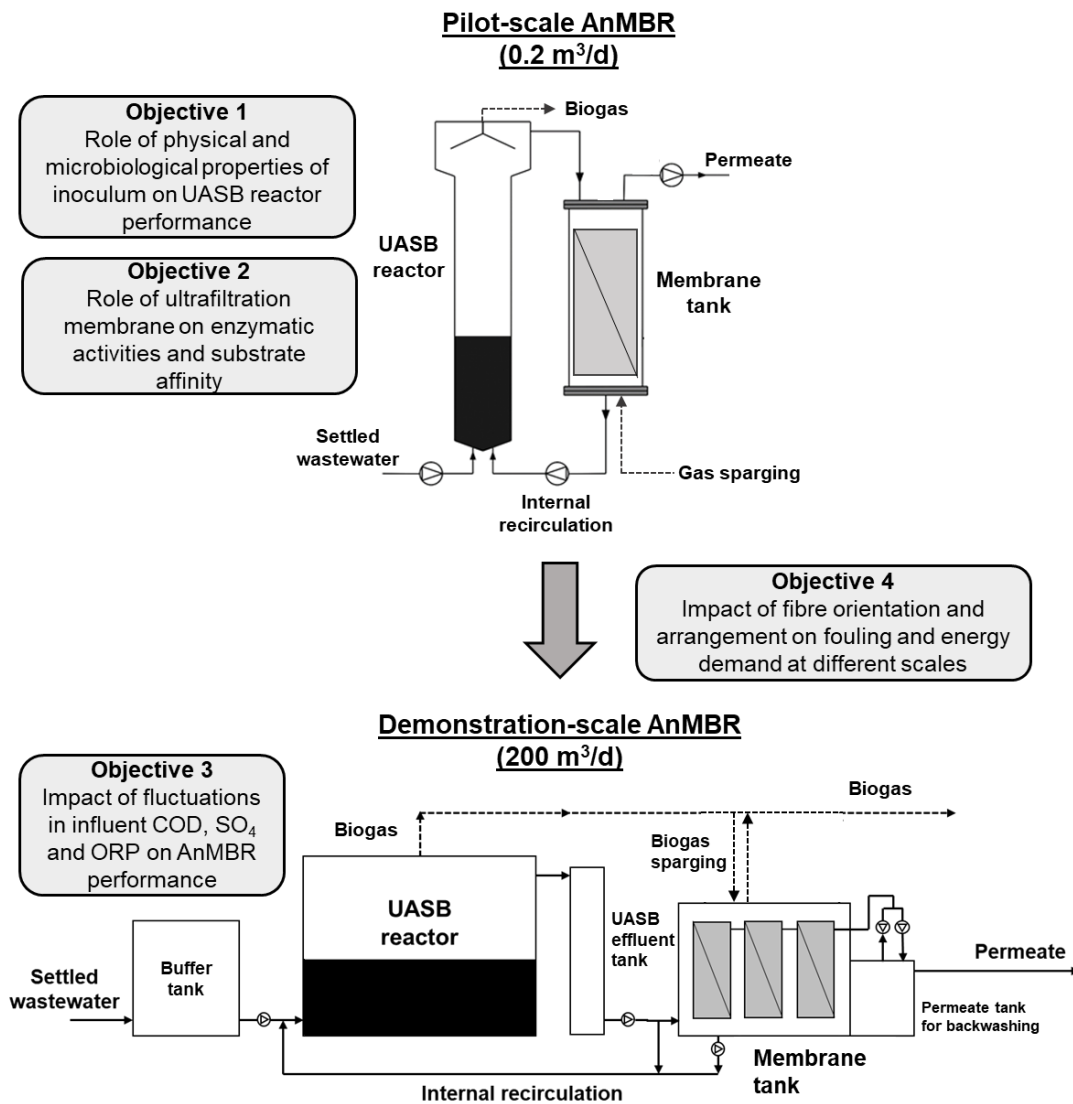 Pilot-scale AnMBR
(0.2 m³/d)
Objective 1
Role of physical and
microbiological properties of
inoculum on UASB reactor
performance
Biogas
Permeate
UASB
reactor
Objective 2
Role of ultrafiltration
membrane on enzymatic
activities and substrate
affinity
Membrane
tank
Settled
wastewater
Gas sparging
Internal
recirculation
Objective 4
Impact of fibre orientation and
arrangement on fouling and energy
demand at different scales
Demonstration-scale AnMBR
(200 m³/d)
Objective 3
Impact of fluctuations
in influent COD, SO₄
and ORP on AnMBR
performance
Biogas
Biogas
Biogas
sparging
UASB
reactor
UASB
effluent
tank
Settled
wastewater
Buffer
tank
Permeate
Permeate tank
for backwashing
Membrane
tank
Internal recirculation